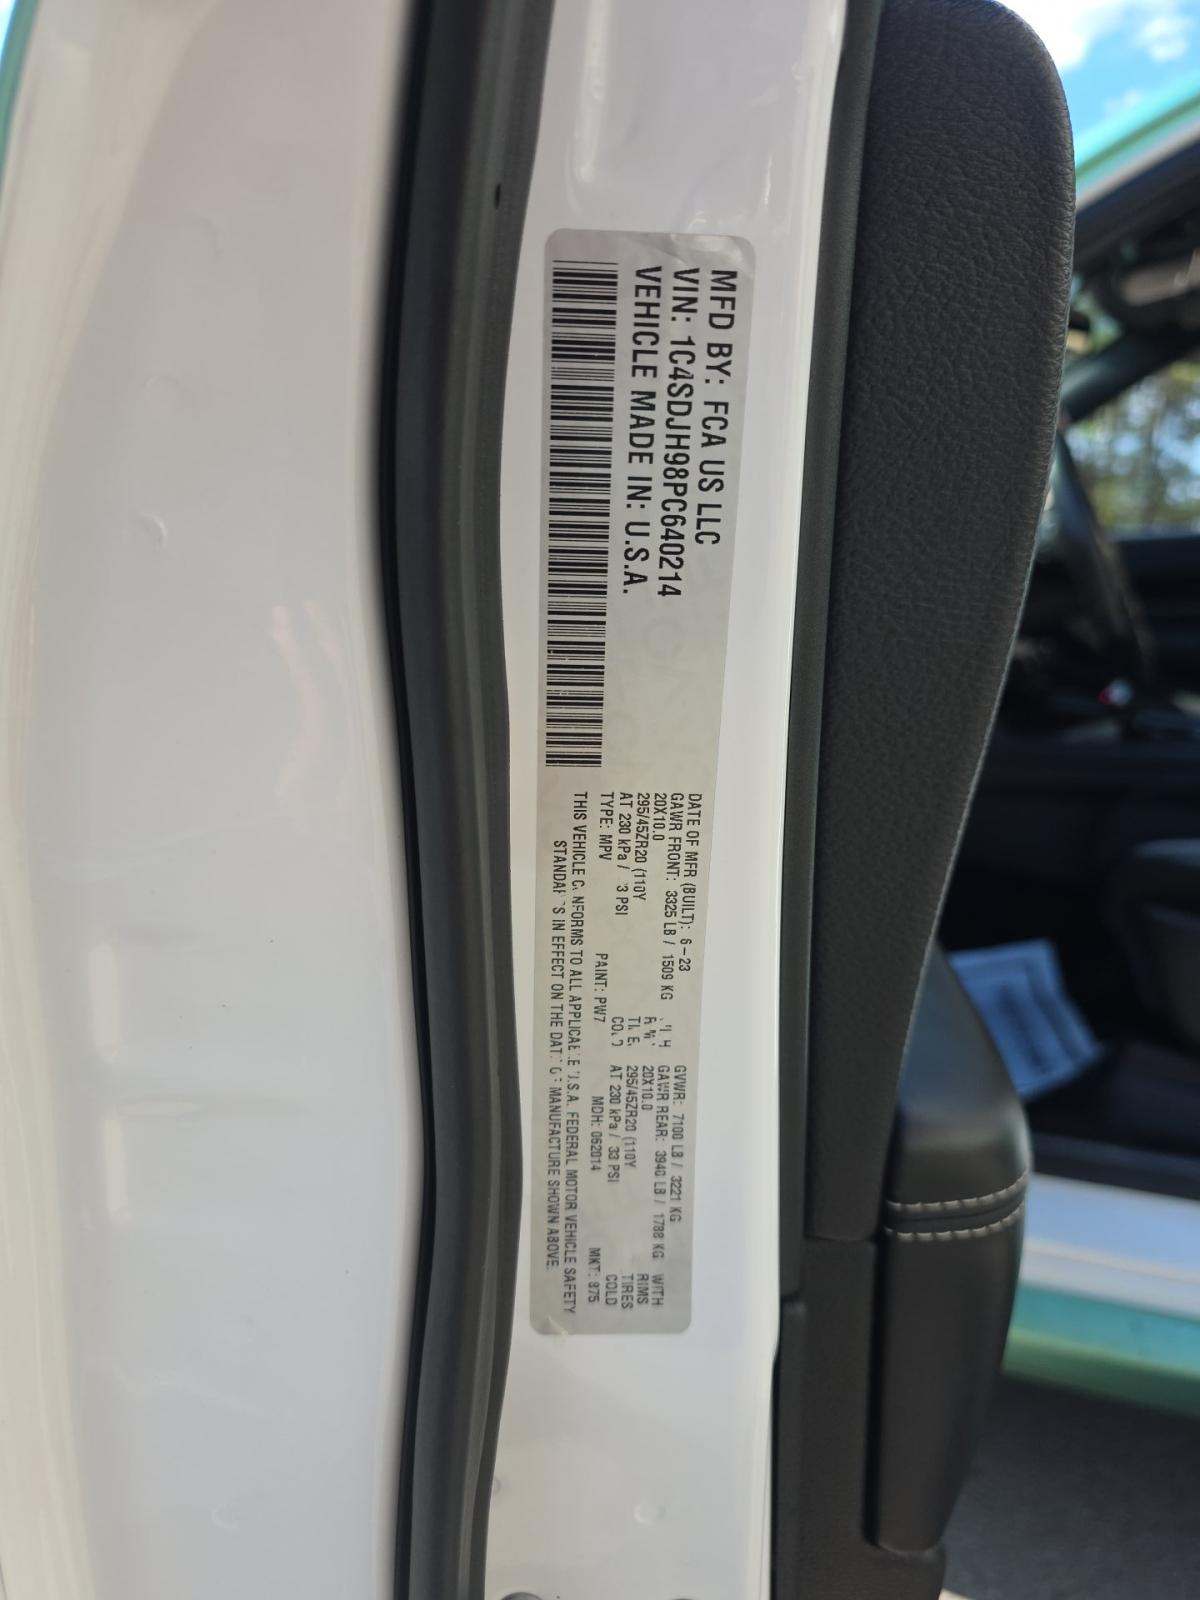 MFD BY: FCA US LLC
VIN: 1C4SDJH98PC640214
VEHICLE MADE IN: U.S.A.
DATE OF MFR (BUILT): 6-23 GVWR: 7100 LB / 3221 KG
GAWR FRONT: 3325 LB / 1509 KG GAWR REAR: 3940 LB / 1788 KG WITH
20X10.0 20X10.0 RIMS
295/45ZR20 (110Y 295/45ZR20 (110Y TIRES
AT 230 kPa / PSI AT 230 kPa / 33 PSI COLD
TYPE: MPV PAINT: PW7 MDH: 062014 MKT: 875
THIS VEHICLE TO ALL FEDERAL MOTOR VEHICLE SAFETY
IN EFFECT ON THE MANUFACTURE SHOWN ABOVE.